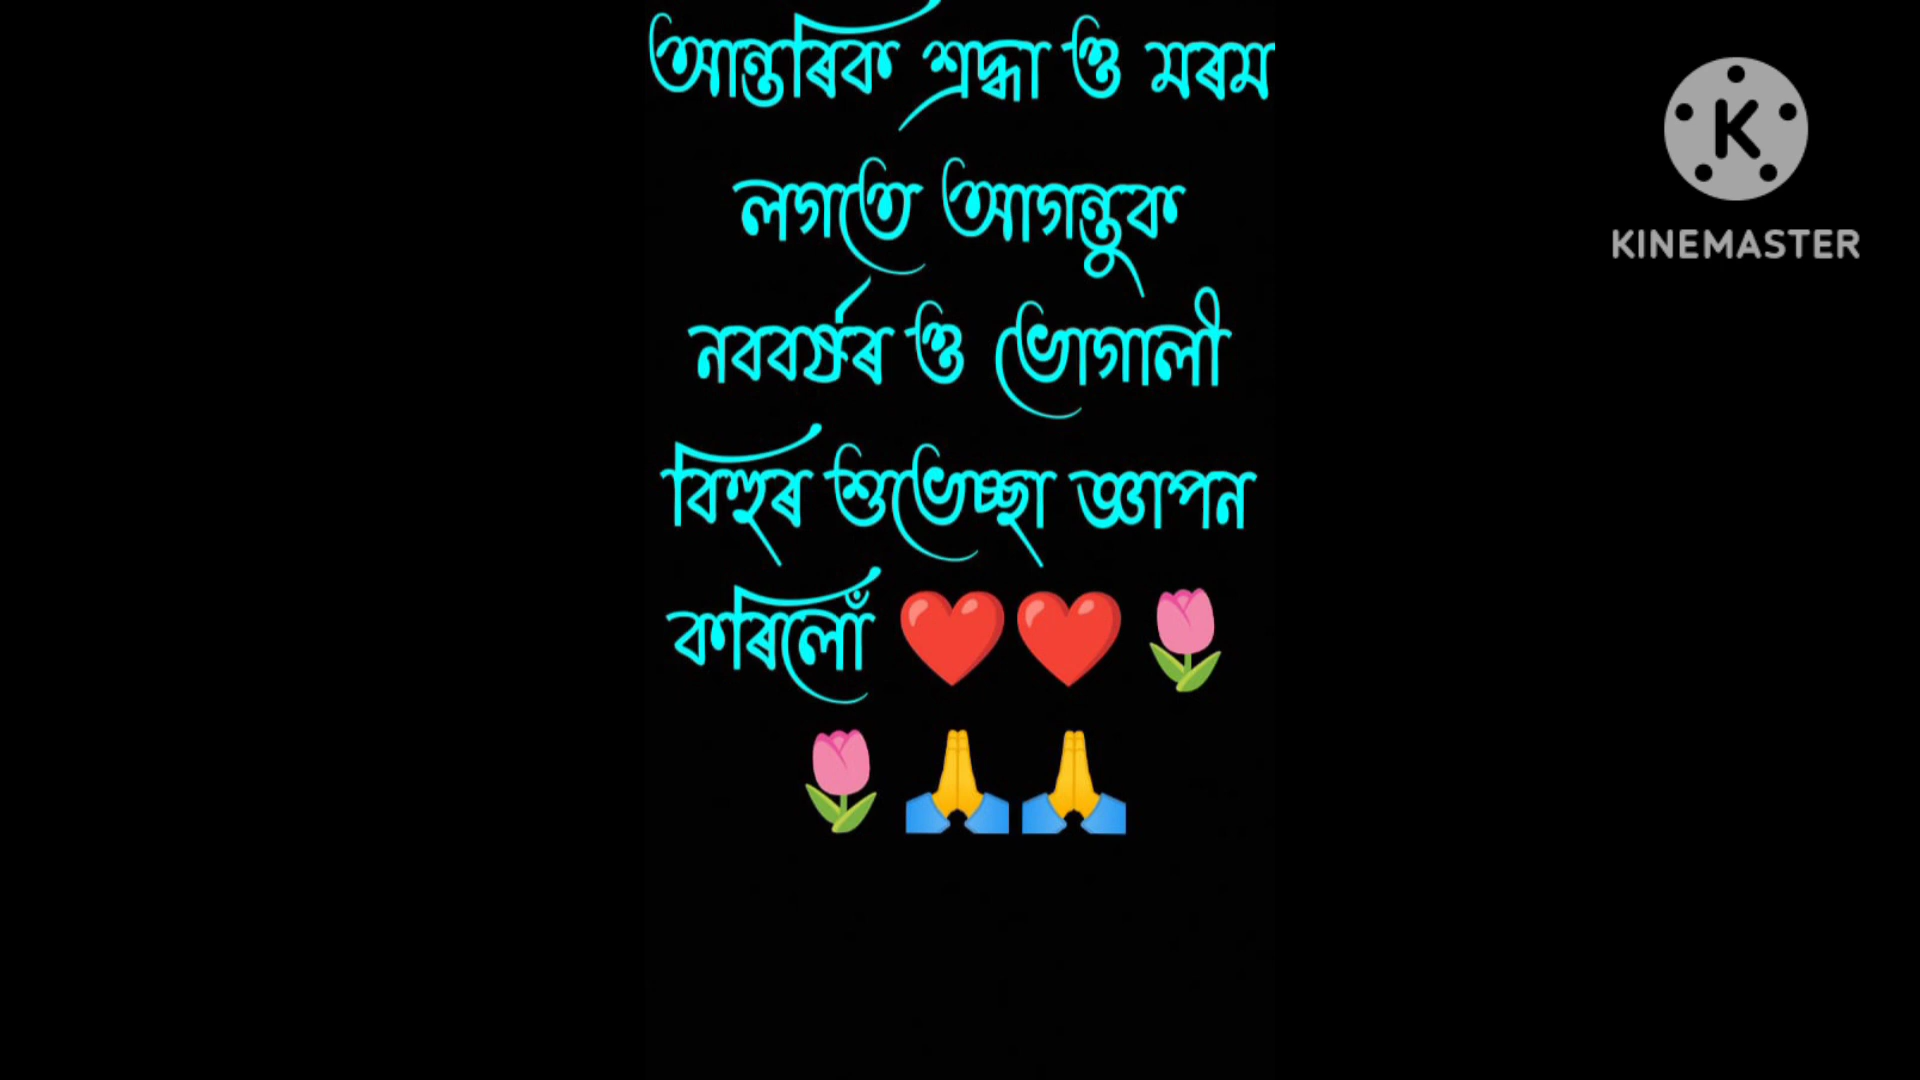 আন্তৰিক শ্ৰদ্ধা ও মৰম
লগতে আগন্তুক
নববৰ্ষৰ ও ভোগালী
বিহুৰ শুভেচ্ছা জ্ঞাপন
কৰিলোঁ ❤️❤️🌷
🌷🙏🙏
KINEMASTER